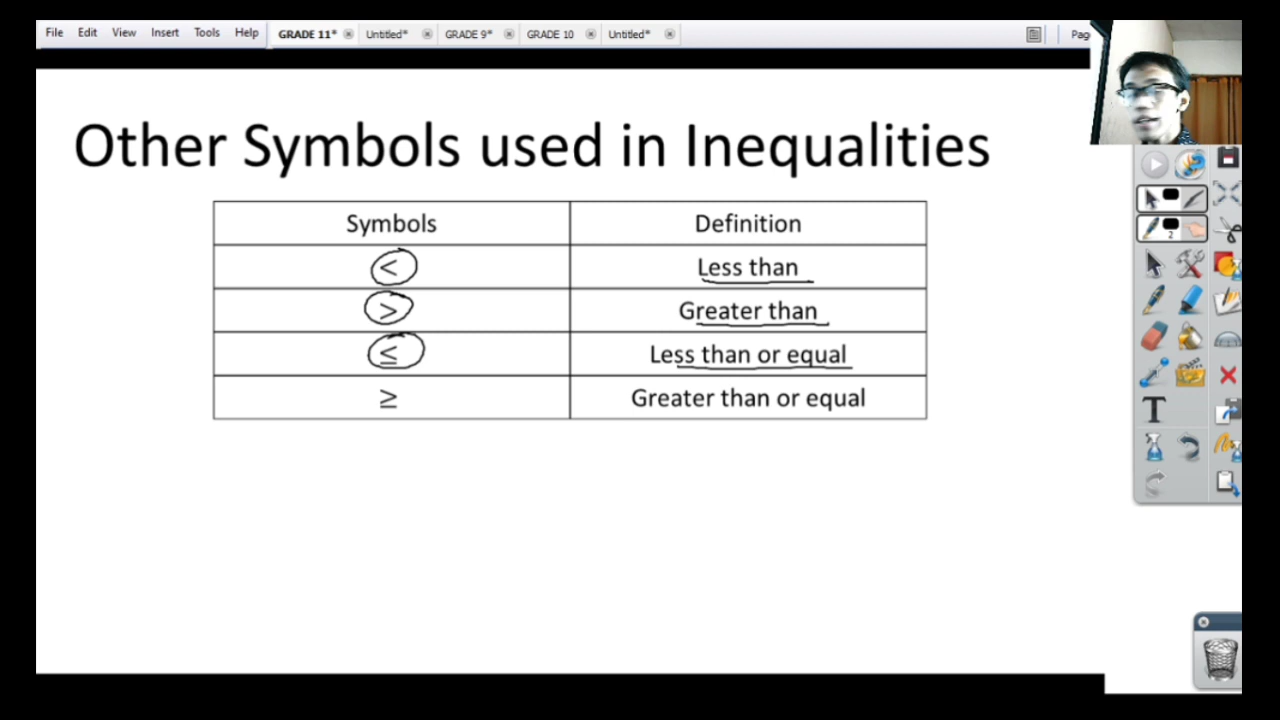 File Edit View Insert Tools Help GRADE 11* Untitled* GRADE 9* GRADE 10 Untitled*
Other Symbols used in Inequalities
Symbols Definition
< Less than
> Greater than
≤ Less than or equal
≥ Greater than or equal
2
T